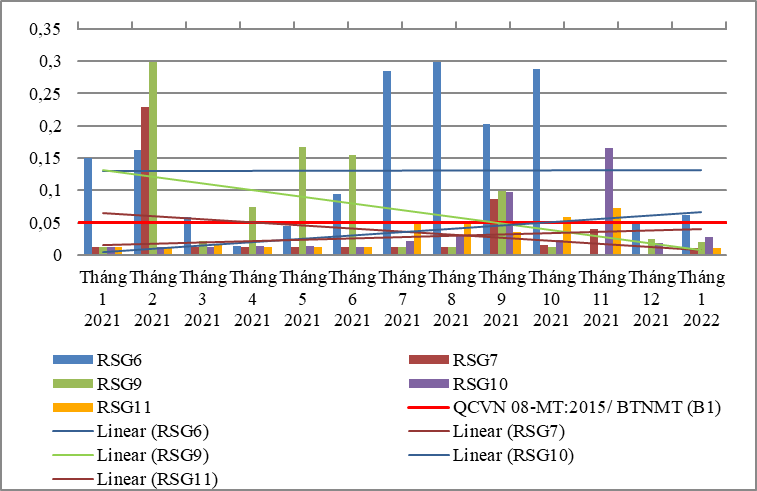 0,35
0,3
0,25
0,2
0,15
0,1
0,05
0
Tháng Tháng Tháng Tháng Tháng Tháng Tháng Tháng Tháng Tháng Tháng Tháng Tháng
1 2 3 4 5 6 7 8 9 10 11 12 1
2021 2021 2021 2021 2021 2021 2021 2021 2021 2021 2021 2021 2022
RSG6 RSG7
RSG9 RSG10
RSG11 QCVN 08-MT:2015/ BTNMT (B1)
Linear (RSG6) Linear (RSG7)
Linear (RSG9) Linear (RSG10)
Linear (RSG11)